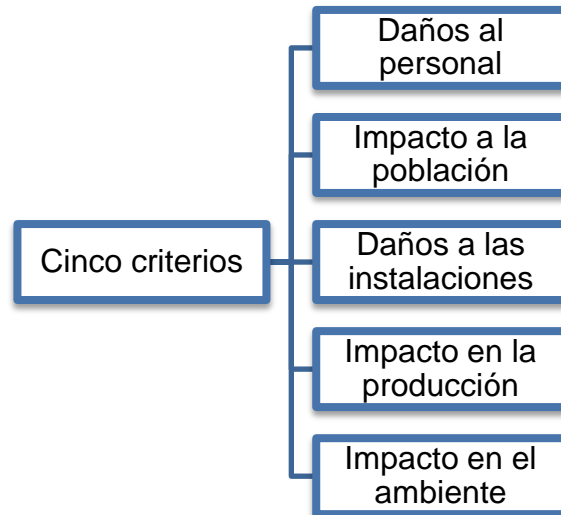 Cinco criterios
Daños al
personal
Impacto a la
población
Daños a las
instalaciones
Impacto en la
producción
Impacto en el
ambiente